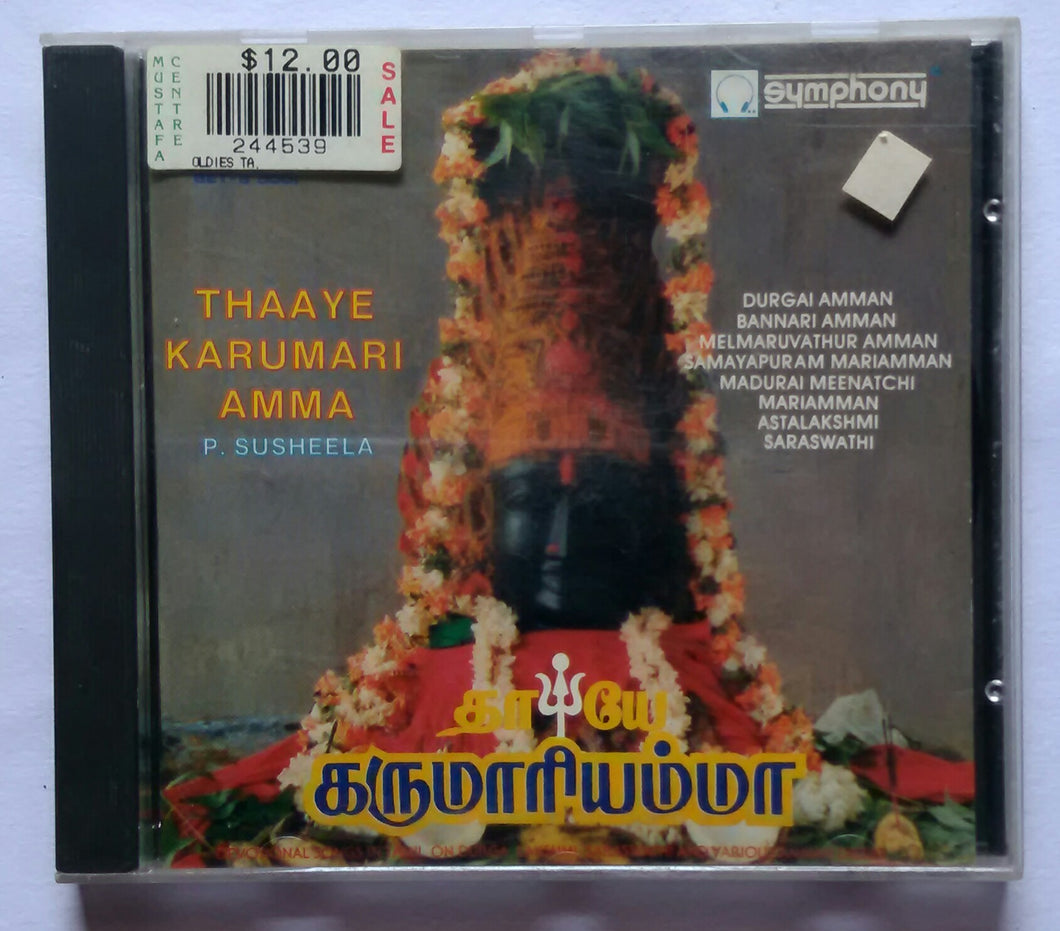 MUSTAFA
CENTRE
$12.00
SALE
244539
OLDIES TA.
symphony
THAAYE
KARUMARI
AMMA
P. SUSHEELA
DURGAI AMMAN
BANNARI AMMAN
MELMARUVATHUR AMMAN
SAMAYAPURAM MARIAMMAN
MADURAI MEENATCHI
MARIAMMAN
ASTALAKSHMI
SARASWATHI
தாயே
கருமாரியம்மா